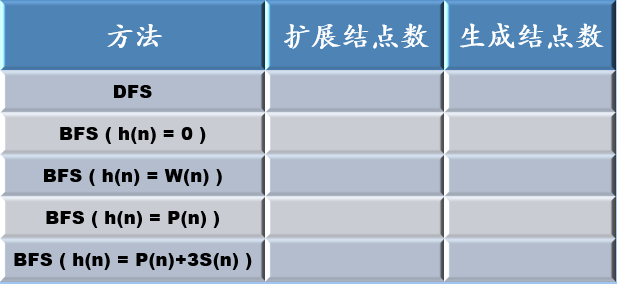 方法 扩展结点数 生成结点数
DFS
BFS ( h(n) = 0 )
BFS ( h(n) = W(n) )
BFS ( h(n) = P(n) )
BFS ( h(n) = P(n)+3S(n) )